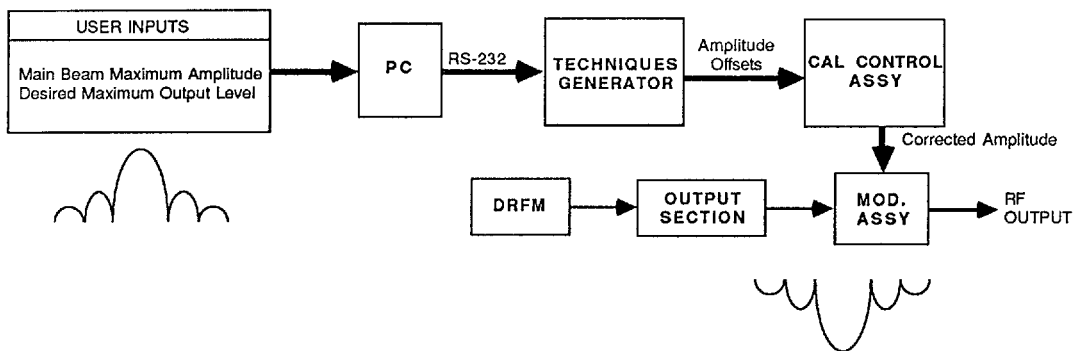 USER INPUTS
Main Beam Maximum Amplitude
Desired Maximum Output Level
PC
RS-232
TECHNIQUES
GENERATOR
Amplitude
Offsets
CAL CONTROL
ASSY
Corrected Amplitude
DRFM
OUTPUT
SECTION
MOD.
ASSY
RF
OUTPUT